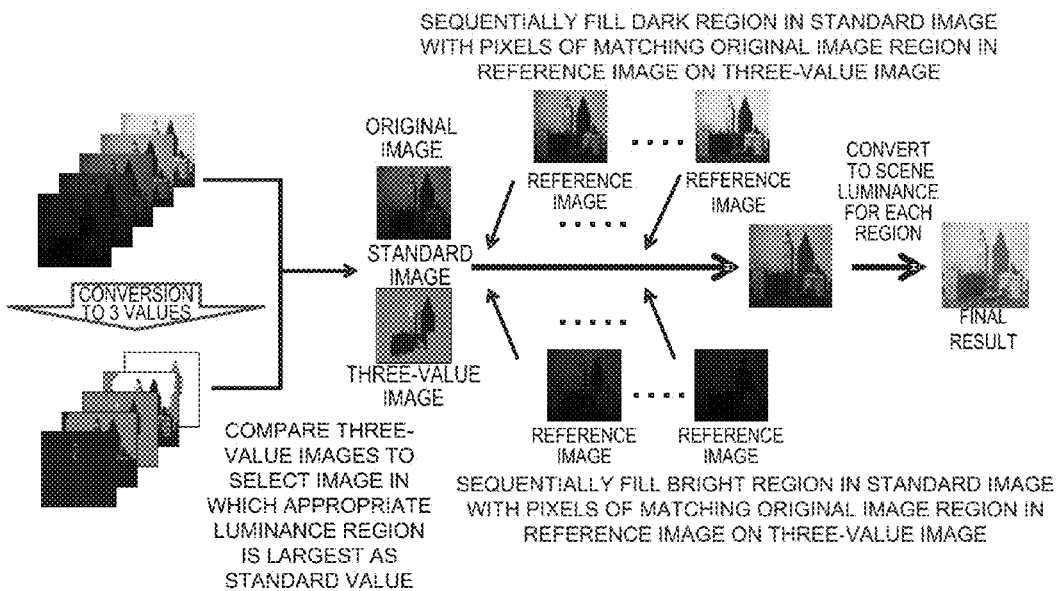 SEQUENTIALLY FILL DARK REGION IN STANDARD IMAGE
WITH PIXELS OF MATCHING ORIGINAL IMAGE REGION IN
REFERENCE IMAGE ON THREE-VALUE IMAGE
ORIGINAL
IMAGE
STANDARD
IMAGE
THREE-VALUE
IMAGE
CONVERSION
TO 3 VALUES
COMPARE THREE-
VALUE IMAGES TO
SELECT IMAGE IN
WHICH APPROPRIATE
LUMINANCE REGION
IS LARGEST AS
STANDARD VALUE
REFERENCE
IMAGE
REFERENCE
IMAGE
REFERENCE
IMAGE
REFERENCE
IMAGE
CONVERT
TO SCENE
LUMINANCE
FOR EACH
REGION
FINAL
RESULT
SEQUENTIALLY FILL BRIGHT REGION IN STANDARD IMAGE
WITH PIXELS OF MATCHING ORIGINAL IMAGE REGION IN
REFERENCE IMAGE ON THREE-VALUE IMAGE